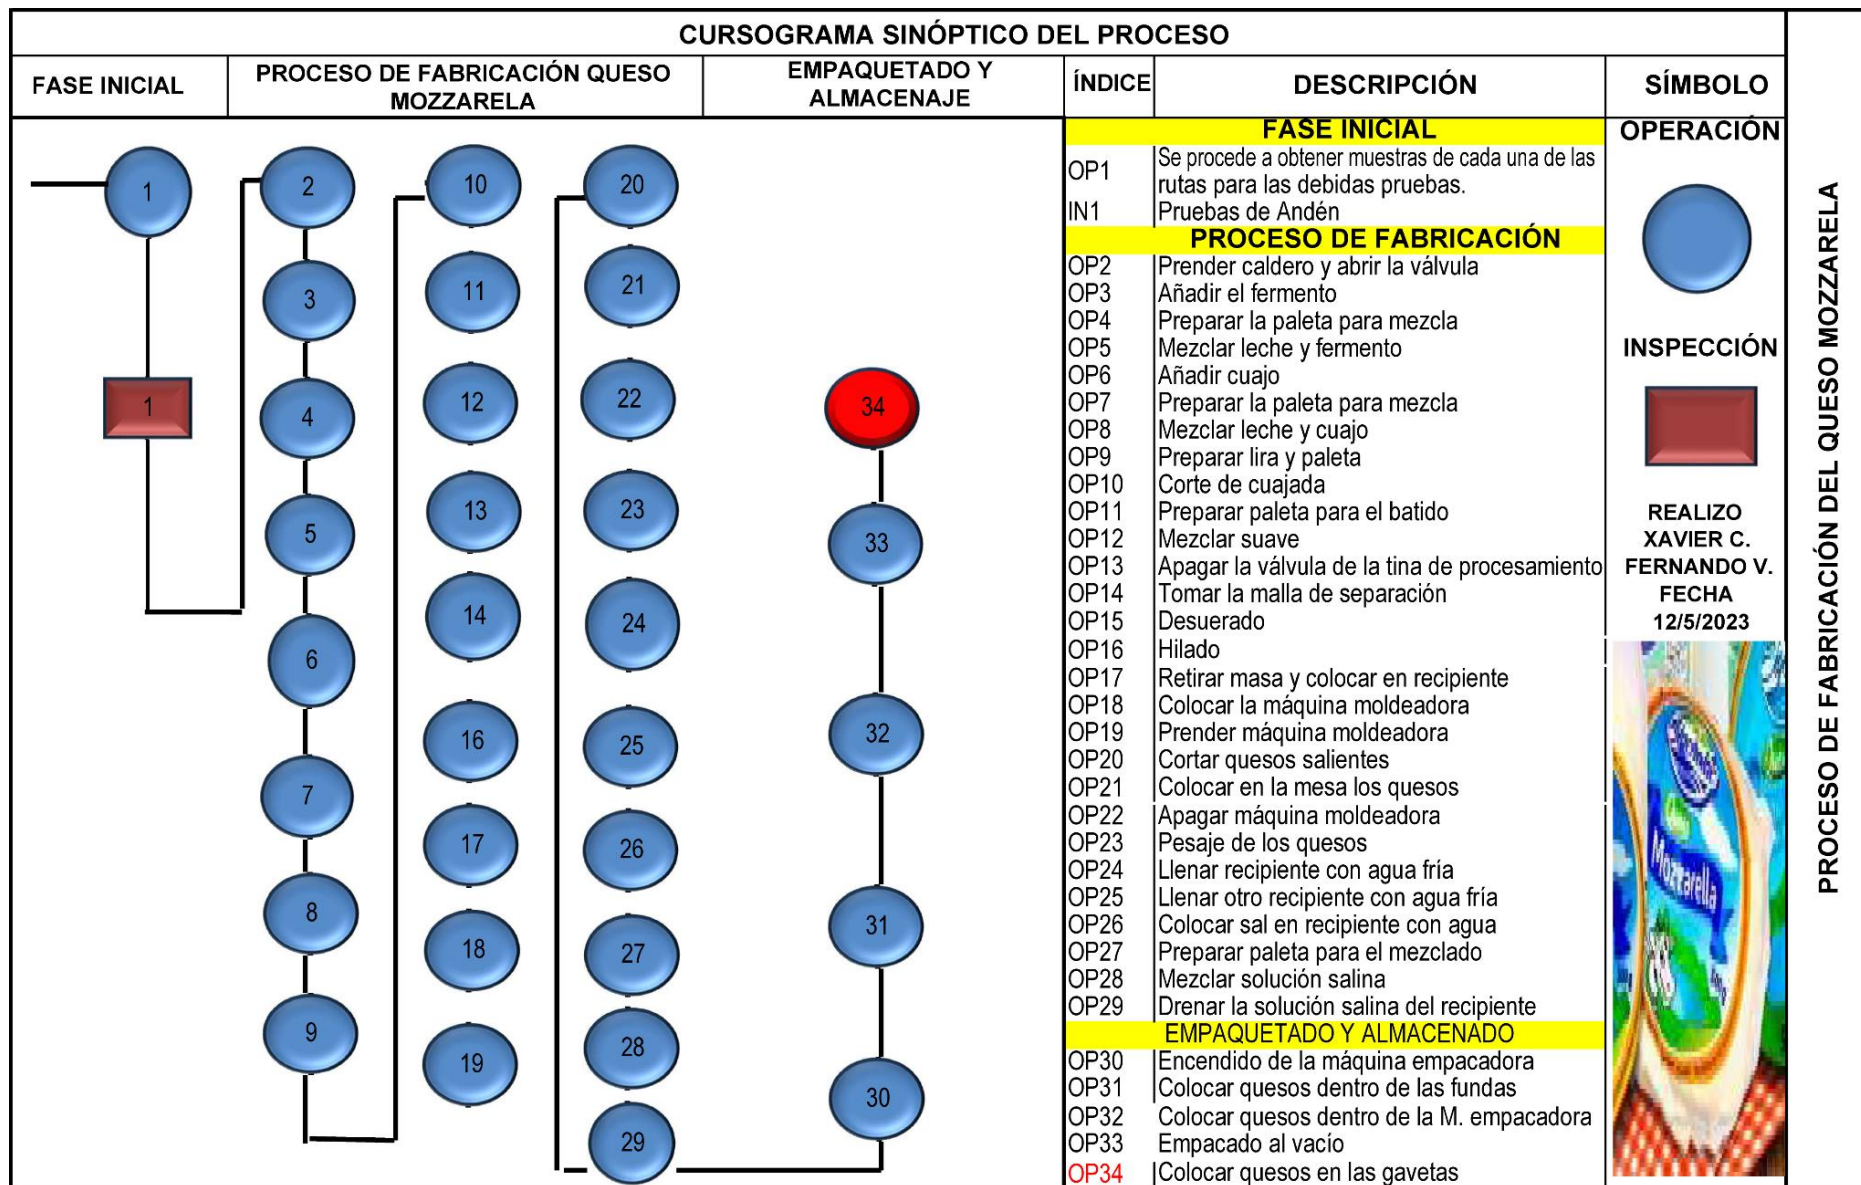 CURSOGRAMA SINÓPTICO DEL PROCESO
FASE INICIAL
PROCESO DE FABRICACIÓN QUESO
MOZZARELA
EMPAQUETADO Y
ALMACENAJE
ÍNDICE
DESCRIPCIÓN
SÍMBOLO
1
1
2
3
4
5
6
7
8
9
10
11
12
13
14
16
17
18
19
20
21
22
23
24
25
26
27
28
29
34
33
32
31
30
FASE INICIAL
OP1 Se procede a obtener muestras de cada una de las
rutas para las debidas pruebas.
IN1 Pruebas de Andén
PROCESO DE FABRICACIÓN
OP2 Prender caldero y abrir la válvula
OP3 Añadir el fermento
OP4 Preparar la paleta para mezcla
OP5 Mezclar leche y fermento
OP6 Añadir cuajo
OP7 Preparar la paleta para mezcla
OP8 Mezclar leche y cuajo
OP9 Preparar lira y paleta
OP10 Corte de cuajada
OP11 Preparar paleta para el batido
OP12 Mezclar suave
OP13 Apagar la válvula de la tina de procesamiento
OP14 Tomar la malla de separación
OP15 Desuerado
OP16 Hilado
OP17 Retirar masa y colocar en recipiente
OP18 Colocar la máquina moldeadora
OP19 Prender máquina moldeadora
OP20 Cortar quesos salientes
OP21 Colocar en la mesa los quesos
OP22 Apagar máquina moldeadora
OP23 Pesaje de los quesos
OP24 Llenar recipiente con agua fría
OP25 Llenar otro recipiente con agua fría
OP26 Colocar sal en recipiente con agua
OP27 Preparar paleta para el mezclado
OP28 Mezclar solución salina
OP29 Drenar la solución salina del recipiente
EMPAQUETADO Y ALMACENADO
OP30 Encendido de la máquina empacadora
OP31 Colocar quesos dentro de las fundas
OP32 Colocar quesos dentro de la M. empacadora
OP33 Empacado al vacío
OP34 Colocar quesos en las gavetas
OPERACIÓN
INSPECCIÓN
REALIZO
XAVIER C.
FERNANDO V.
FECHA
12/5/2023
Mozzarella
PROCESO DE FABRICACIÓN DEL QUESO MOZZARELA